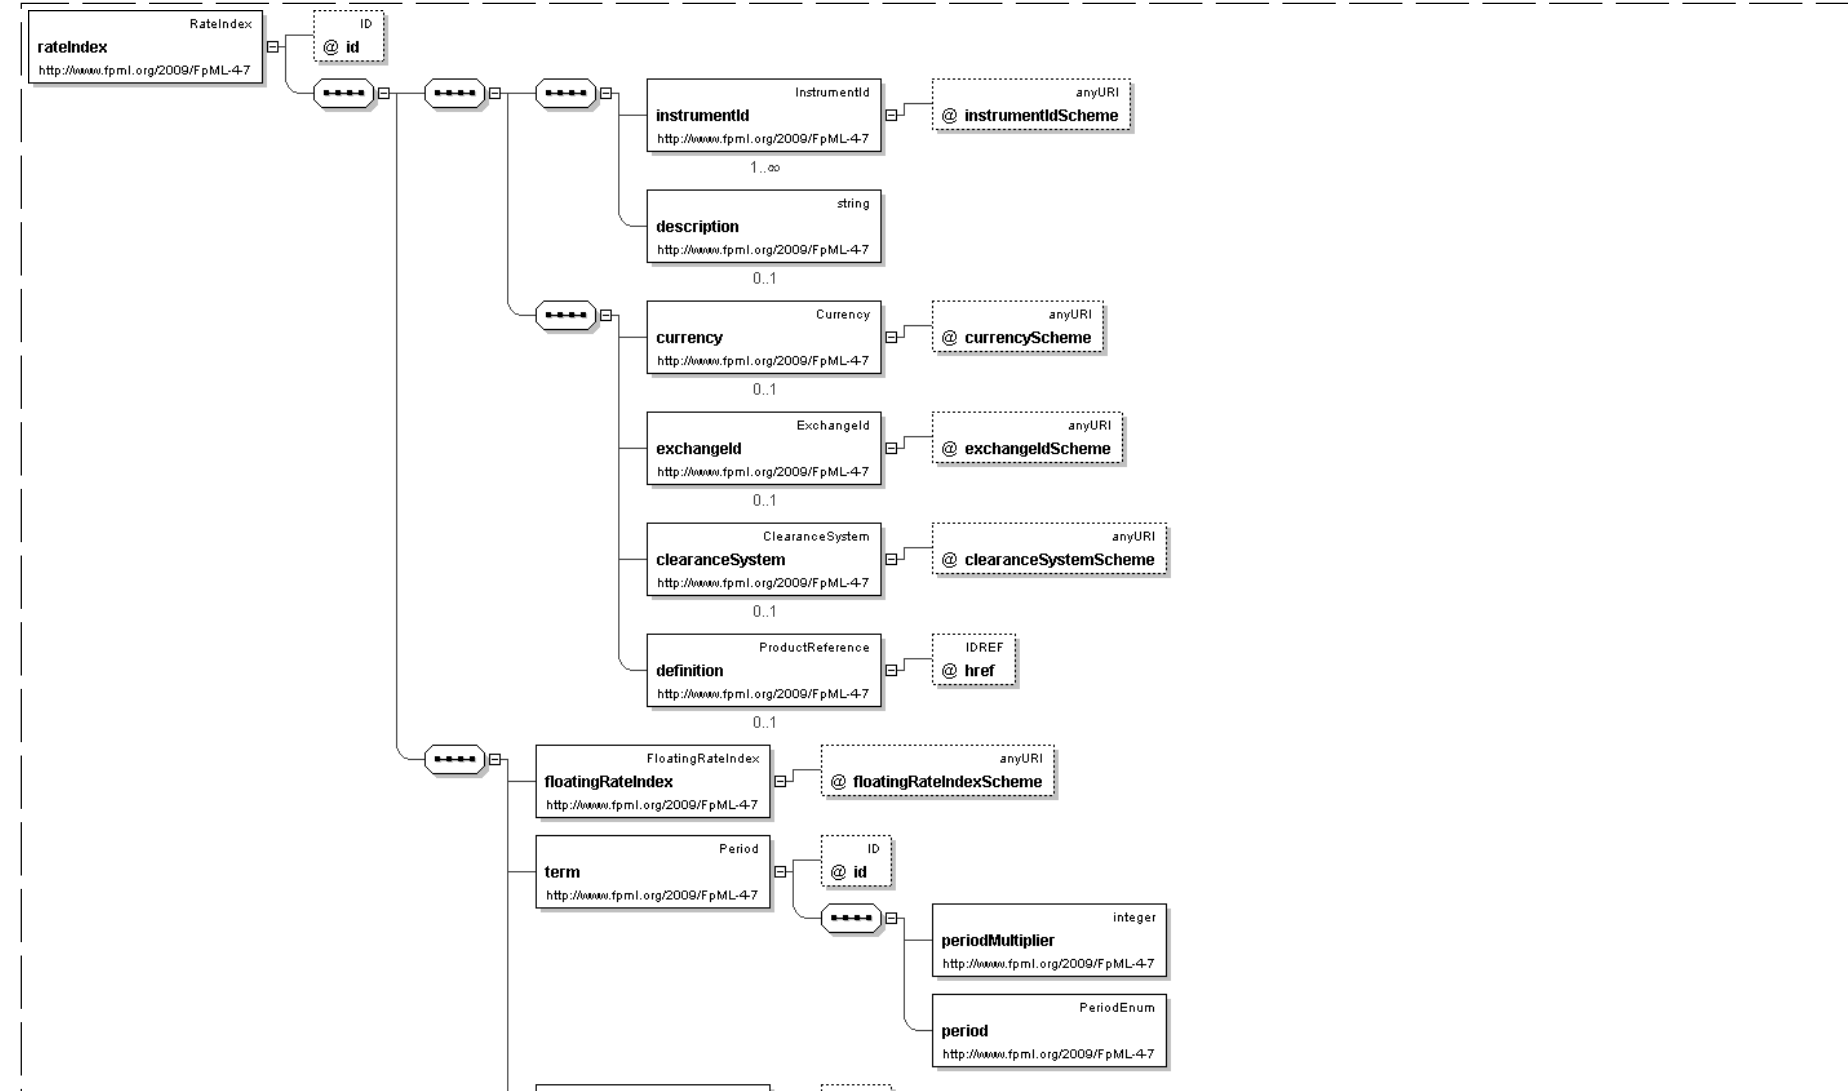 RateIndex
rateIndex
http://www.fpml.org/2009/FpML-4-7
ID
@ id
InstrumentId
instrumentId
http://www.fpml.org/2009/FpML-4-7
1..∞
anyURI
@ instrumentIdScheme
string
description
http://www.fpml.org/2009/FpML-4-7
0..1
Currency
currency
http://www.fpml.org/2009/FpML-4-7
0..1
anyURI
@ currencyScheme
ExchangeId
exchangeId
http://www.fpml.org/2009/FpML-4-7
0..1
anyURI
@ exchangeIdScheme
ClearanceSystem
clearanceSystem
http://www.fpml.org/2009/FpML-4-7
0..1
anyURI
@ clearanceSystemScheme
ProductReference
definition
http://www.fpml.org/2009/FpML-4-7
0..1
IDREF
@ href
FloatingRateIndex
floatingRateIndex
http://www.fpml.org/2009/FpML-4-7
anyURI
@ floatingRateIndexScheme
Period
term
http://www.fpml.org/2009/FpML-4-7
ID
@ id
integer
periodMultiplier
http://www.fpml.org/2009/FpML-4-7
PeriodEnum
period
http://www.fpml.org/2009/FpML-4-7